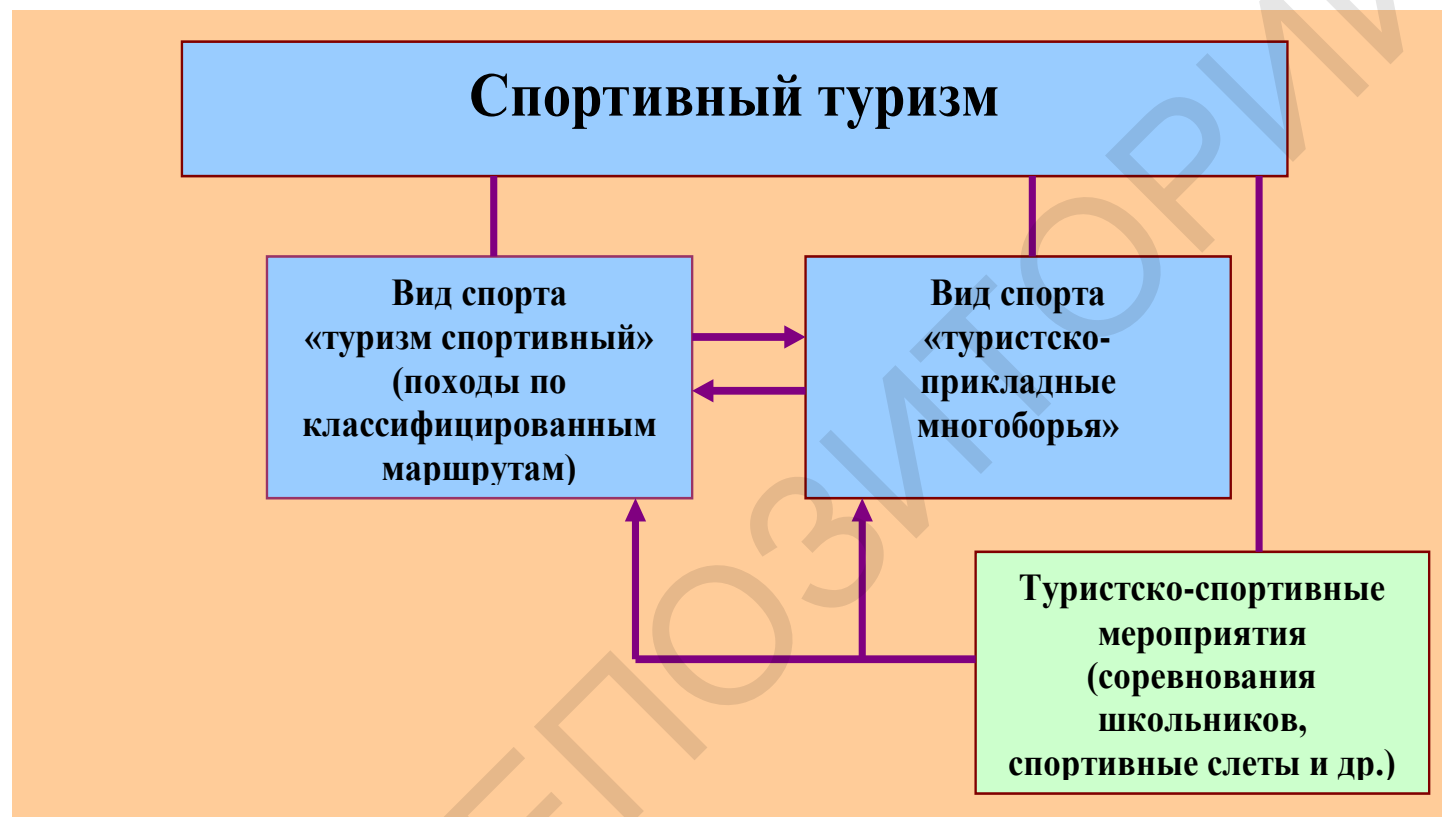 Спортивный туризм
Вид спорта
«туризм спортивный»
(походы по
классифицированным
маршрутам)
Вид спорта
«туристско-
прикладные
многоборья»
Туристско-спортивные
мероприятия
(соревнования
школьников,
спортивные слеты и др.)
ЕПОЗИТОРИЙ